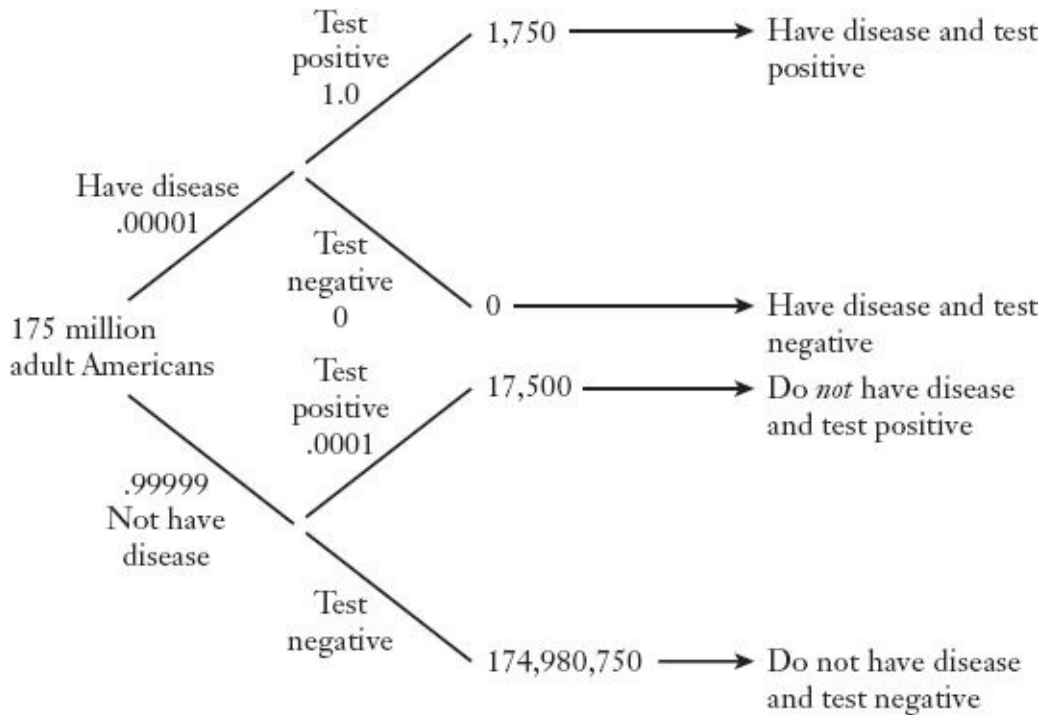 Test
positive
1.0
1,750
Have disease and test
positive
Have disease
.00001
Test
negative
0
0
Have disease and test
negative
175 million
adult Americans
Test
positive
.0001
17,500
Do not have disease
and test positive
.99999
Not have
disease
Test
negative
174,980,750
Do not have disease
and test negative